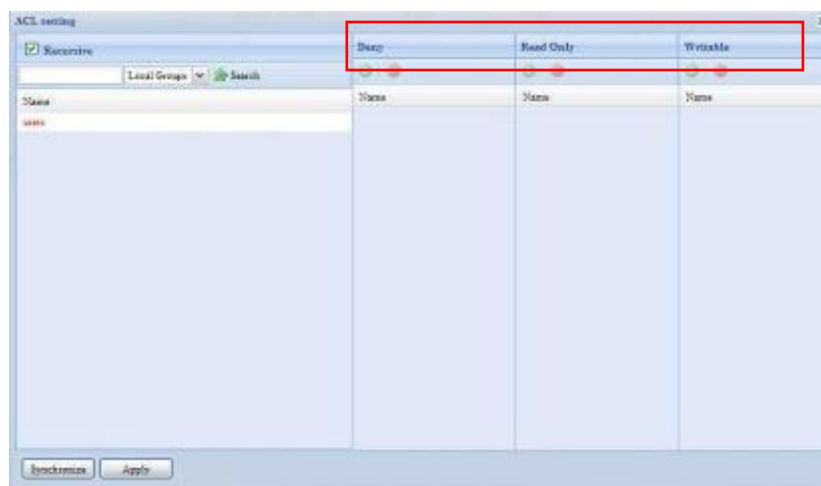 ACL setting
Recursive
Deny
Read Only
Writable
Local Groups
Search
Name
Name
Name
Name
users
Synchronize
Apply